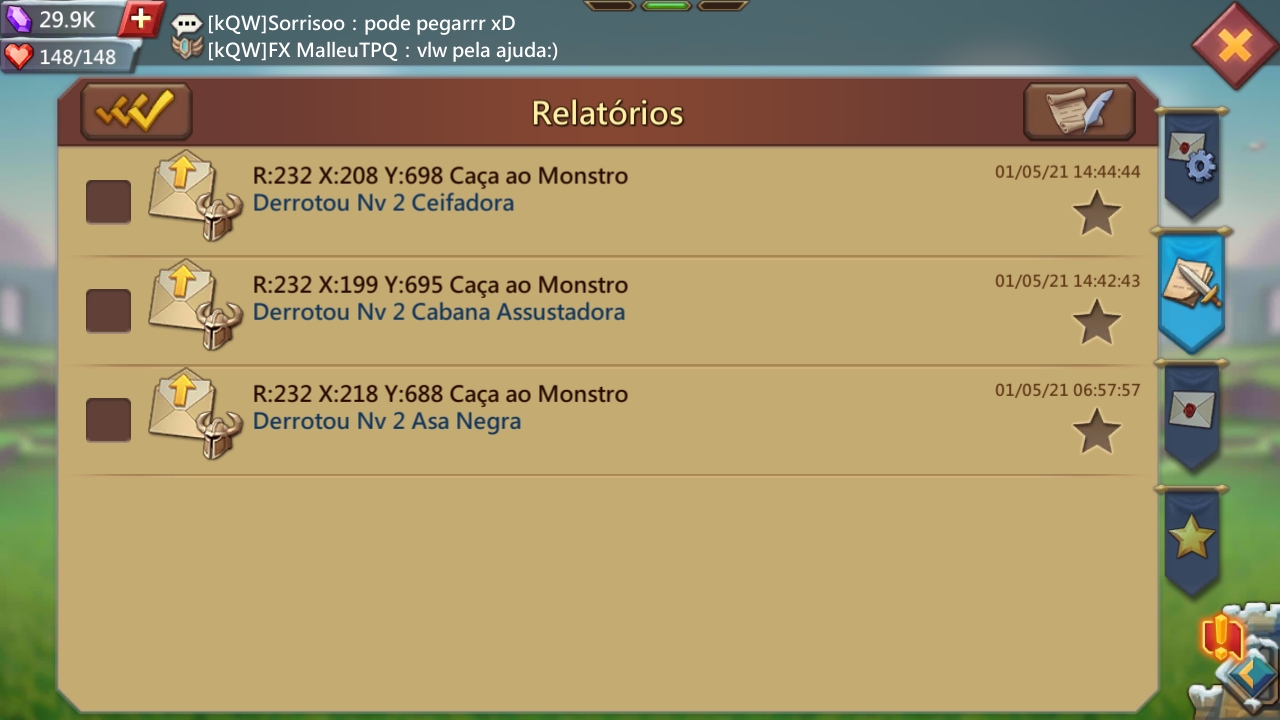 29.9K
[kQW]Sorrisoo : pode pegarrr xD
148/148
[kQW]FX MalleuTPQ : vlw pela ajuda:)
Relatórios
R:232 X:208 Y:698 Caça ao Monstro
01/05/21 14:44:44
Derrotou Nv 2 Ceifadora
R:232 X:199 Y:695 Caça ao Monstro
01/05/21 14:42:43
Derrotou Nv 2 Cabana Assustadora
R:232 X:218 Y:688 Caça ao Monstro
01/05/21 06:57:57
Derrotou Nv 2 Asa Negra